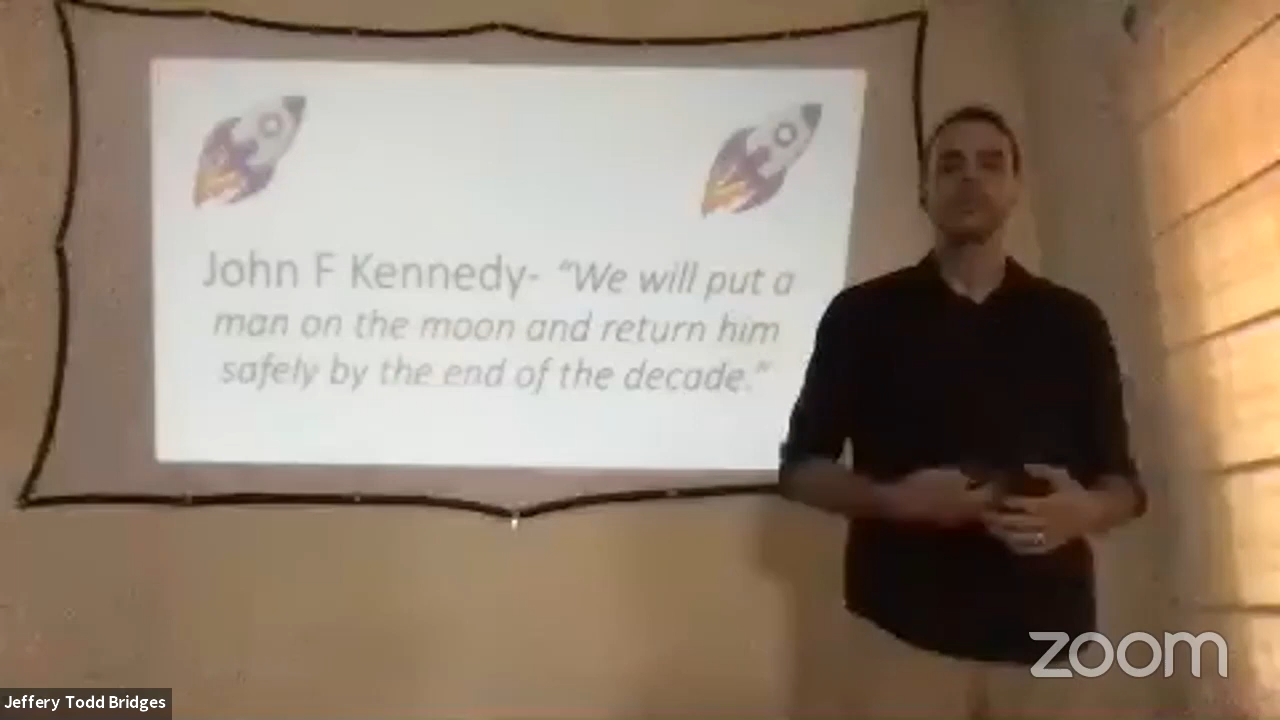 John F Kennedy- “We will put a
man on the moon and return him
safely by the end of the decade.”
zoom
Jeffery Todd Bridges